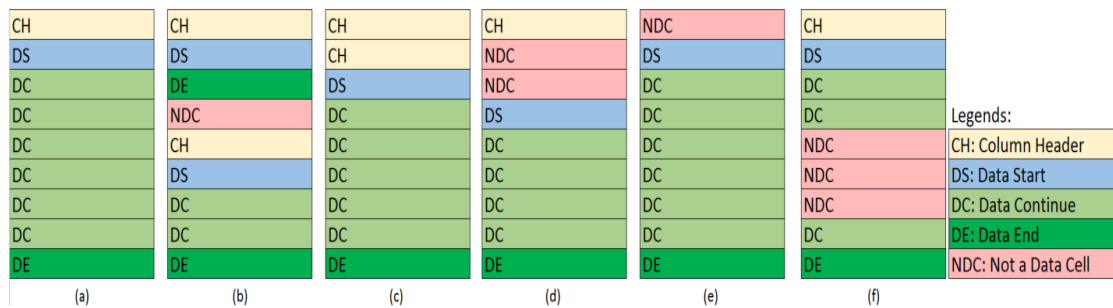 CH CH CH CH NDC CH
DS DS CH NDC DS DS
DC DE DS NDC DC DC
DC NDC DC DS DC DC Legends:
DC CH DC DC DC NDC CH: Column Header
DC DS DC DC DC NDC DS: Data Start
DC DC DC DC DC NDC DC: Data Continue
DC DC DC DC DC DC DE: Data End
DE DE DE DE DE DE NDC: Not a Data Cell
(a) (b) (c) (d) (e) (f)